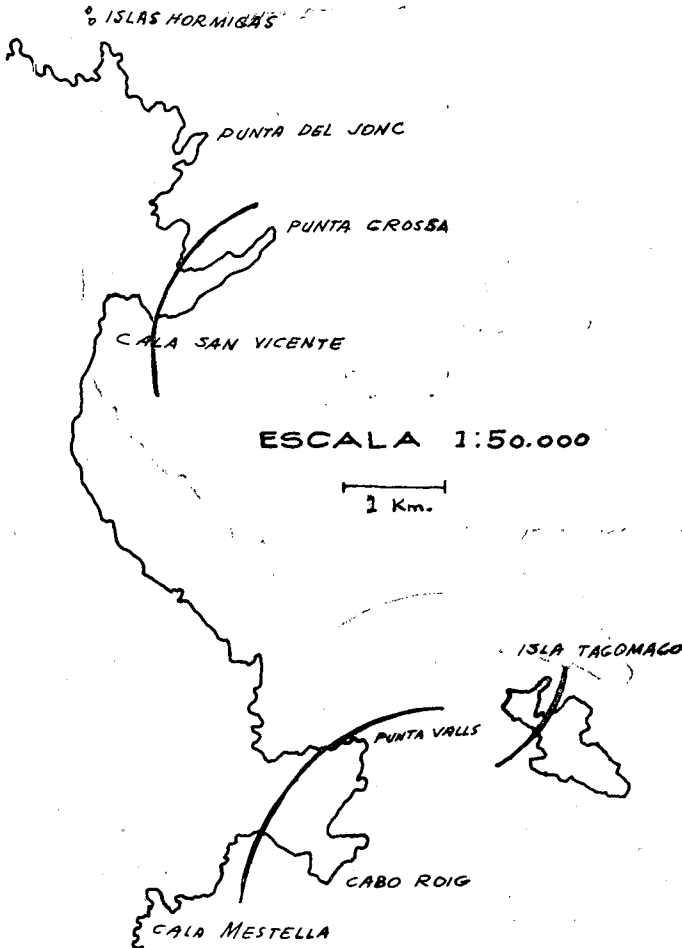 ISLAS HORMIGAS
PUNTA DEL JONC
PUNTA GROSSA
CALA SAN VICENTE
ESCALA 1:50.000
1 Km.
ISLA TAGOMAGO
PUNTA VALLS
CABO ROIG
CALA MESTELLA